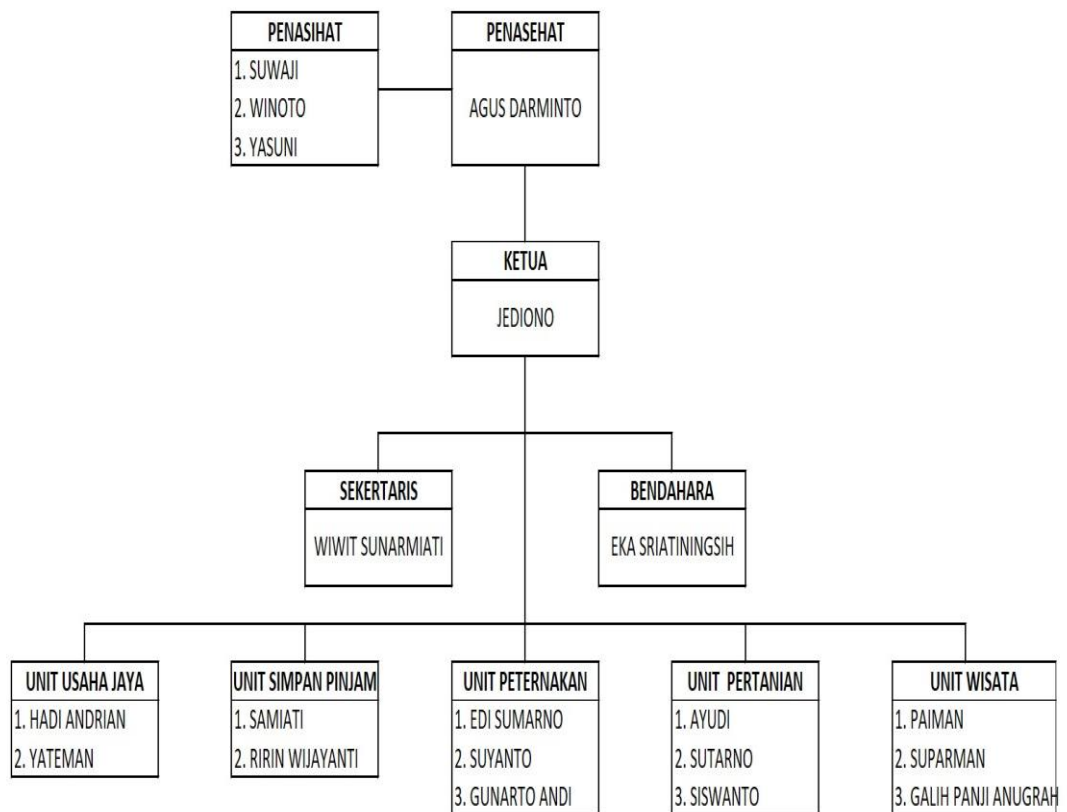 PENASIHAT
1. SUWAJI
2. WINOTO
3. YASUNI
PENASEHAT
AGUS DARMINTO
KETUA
JEDIONO
SEKERTARIS
WIWIT SUNARMIATI
BENDAHARA
EKA SRIATININGSIH
UNIT USAHA JAYA
1. HADI ANDRIAN
2. YATEMAN
UNIT SIMPAN PINJAM
1. SAMIATI
2. RIRIN WIJAYANTI
UNIT PETERNAKAN
1. EDI SUMARNO
2. SUYANTO
3. GUNARTO ANDI
UNIT PERTANIAN
1. AYUDI
2. SUTARNO
3. SISWANTO
UNIT WISATA
1. PAIMAN
2. SUPARMAN
3. GALIH PANJI ANUGRAH